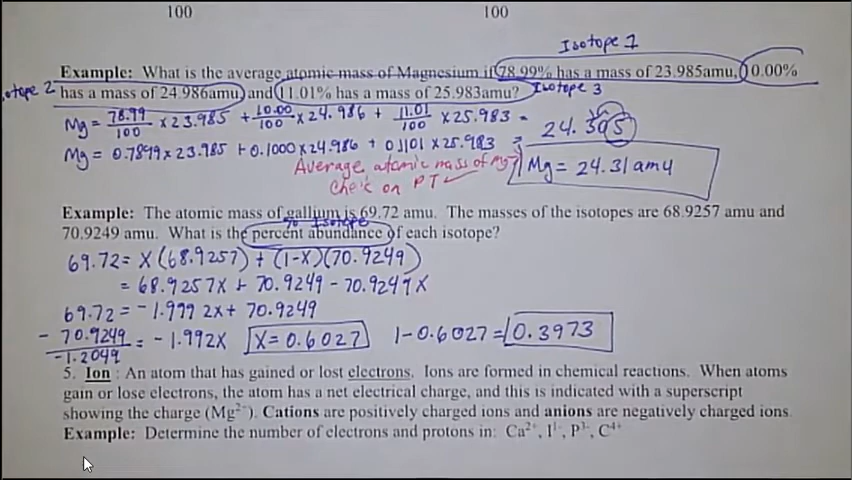 100 100
Isotope 1
Example: What is the average atomic mass of Magnesium if 78.99% has a mass of 23.985amu, 10.00%
Isotope 2 has a mass of 24.986amu and 11.01% has a mass of 25.983amu? Isotope 3
Mg = 78.99/100 x 23.985 + 10.00/100 x 24.986 + 11.01/100 x 25.983 =
24.305
Mg = 0.7899 x 23.985 + 0.1000 x 24.986 + 0.1101 x 25.983 =
Mg = 24.31 amu
Average atomic mass of Mg
Check on PT
Example: The atomic mass of gallium is 69.72 amu. The masses of the isotopes are 68.9257 amu and
% Isotope
70.9249 amu. What is the percent abundance of each isotope?
69.72 = X(68.9257) + (1-X)(70.9249)
= 68.9257X + 70.9249 - 70.9249X
69.72 = -1.9992x + 70.9249
- 70.9249
-1.2049 = -1.992X X = 0.6027 1-0.6027 = 0.3973
5. Ion : An atom that has gained or lost electrons. Ions are formed in chemical reactions. When atoms
gain or lose electrons, the atom has a net electrical charge, and this is indicated with a superscript
showing the charge (Mg²⁺). Cations are positively charged ions and anions are negatively charged ions.
Example: Determine the number of electrons and protons in: Ca²⁺, I¹⁻, P³⁻, C⁴⁺